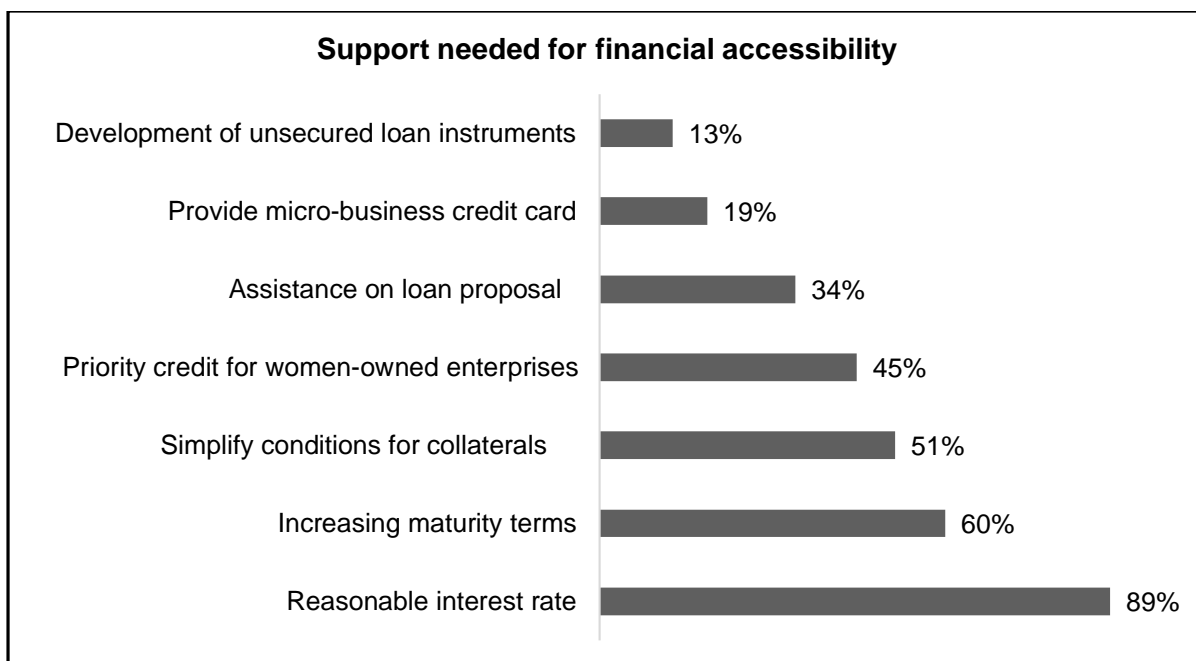 Support needed for financial accessibility
Development of unsecured loan instruments 13%
Provide micro-business credit card 19%
Assistance on loan proposal 34%
Priority credit for women-owned enterprises 45%
Simplify conditions for collaterals 51%
Increasing maturity terms 60%
Reasonable interest rate 89%